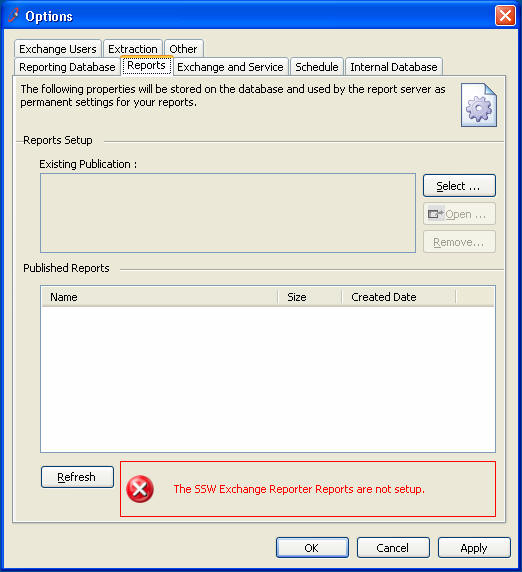 Options
Exchange Users Extraction Other
Reporting Database Reports Exchange and Service Schedule Internal Database
The following properties will be stored on the database and used by the report server as
permanent settings for your reports.
Reports Setup
Existing Publication :
Select ...
Open ...
Remove...
Published Reports
Name Size Created Date
Refresh
The SSW Exchange Reporter Reports are not setup.
OK Cancel Apply